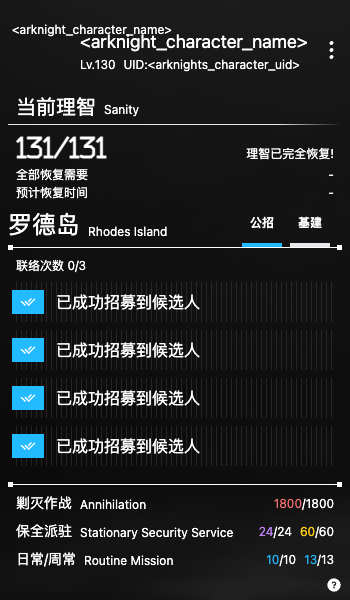 <arknight_character_name>
<arknight_character_name>
Lv.130 UID:<arknights_character_uid>
当前理智 Sanity
131/131
理智已完全恢复!
全部恢复需要 -
预计恢复时间 -
罗德岛 Rhodes Island
公招 基建
联络次数 0/3
已成功招募到候选人
已成功招募到候选人
已成功招募到候选人
已成功招募到候选人
剿灭作战 Annihilation 1800/1800
保全派驻 Stationary Security Service 24/24 60/60
日常/周常 Routine Mission 10/10 13/13
?